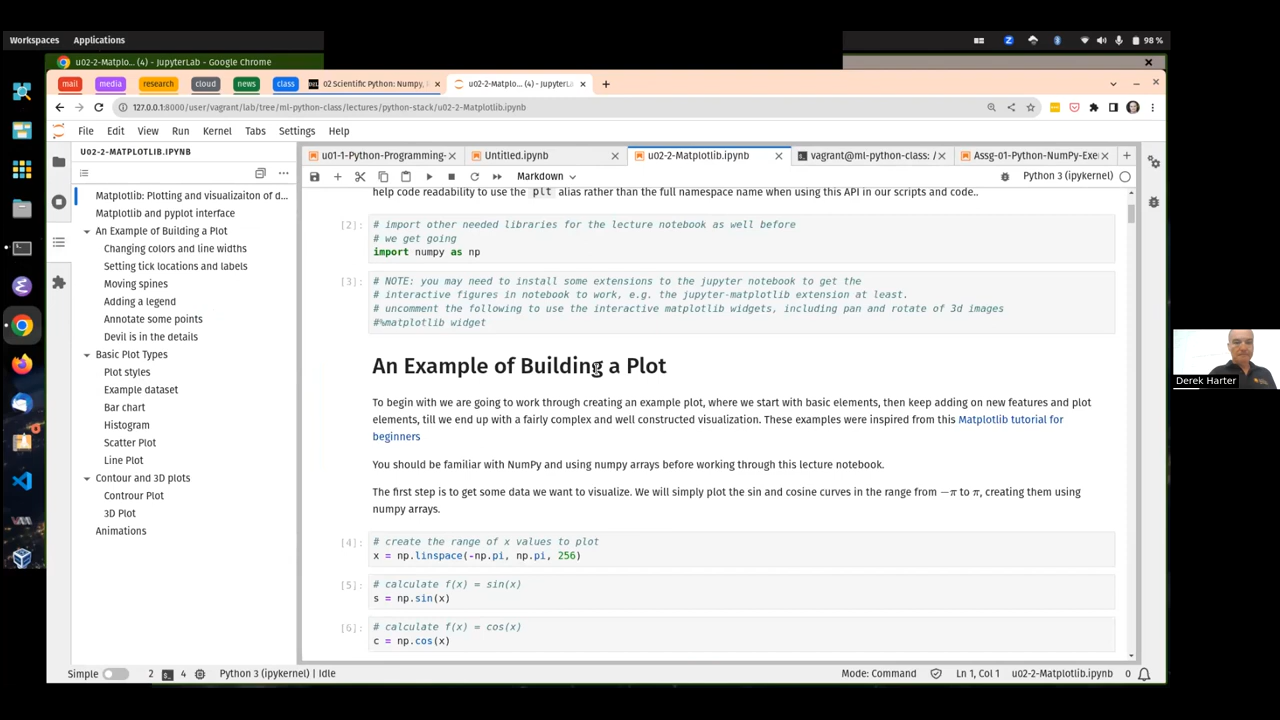 Workspaces Applications
98 %
u02-2-Matplo... (4) - JupyterLab - Google Chrome
mail media research cloud news class 02 Scientific Python: Numpy, u02-2-Matplo... (4) - JupyterLa
127.0.0.1:8000/user/vagrant/lab/tree/ml-python-class/lectures/python-stack/u02-2-Matplotlib.ipynb
File Edit View Run Kernel Tabs Settings Help
U02-2-MATPLOTLIB.IPYNB
Matplotlib: Plotting and visualizaiton of d...
Matplotib and pyplot interface
An Example of Building a Plot
Changing colors and line widths
Setting tick locations and labels
Moving spines
Adding a legend
Annotate some points
Devil is in the details
Basic Plot Types
Plot styles
Example dataset
Bar chart
Histogram
Scatter Plot
Line Plot
Contour and 3D plots
Contour Plot
3D Plot
Animations
u01-1-Python-Programming- Untitled.ipynb u02-2-Matplotlib.ipynb vagrant@ml-python-class: / Assg-01-Python-NumPy-Exe
Markdown Python 3 (ipykernel)
help code readability to use the plt alias rather than the full namespace name when using this API in our scripts and code..
[2]: # import other needed libraries for the lecture notebook as well before
# we get going
import numpy as np
[3]: # NOTE: you may need to install some extensions to the jupyter notebook to get the
# interactive figures in notebook to work, e.g. the jupyter-matplotlib extension at least.
# uncomment the following to use the interactive matplotlib widgets, including pan and rotate of 3d images
#%matplotlib widget
An Example of Building a Plot
To begin with we are going to work through creating an example plot, where we start with basic elements, then keep adding on new features and plot
elements, till we end up with a fairly complex and well constructed visualization. These examples were inspired from this Matplotlib tutorial for
beginners
You should be familiar with NumPy and using numpy arrays before working through this lecture notebook.
The first step is to get some data we want to visualize. We will simply plot the sin and cosine curves in the range from −π to π, creating them using
numpy arrays.
[4]: # create the range of x values to plot
x = np.linspace(-np.pi, np.pi, 256)
[5]: # calculate f(x) = sin(x)
s = np.sin(x)
[6]: # calculate f(x) = cos(x)
c = np.cos(x)
Simple 2 4 Python 3 (ipykernel) | Idle Mode: Command Ln 1, Col 1 u02-2-Matplotlib.ipynb 0
Derek Harter